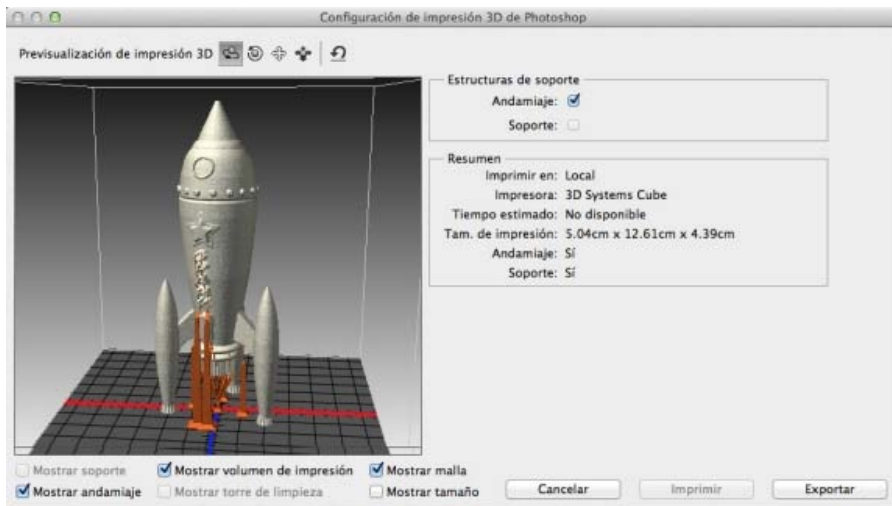 Configuración de impresión 3D de Photoshop
Previsualización de impresión 3D
Estructuras de soporte
Andamiaje:
Soporte:
Resumen
Imprimir en: Local
Impresora: 3D Systems Cube
Tiempo estimado: No disponible
Tam. de impresión: 5.04cm x 12.61cm x 4.39cm
Andamiaje: Sí
Soporte: Sí
Mostrar soporte Mostrar volumen de impresión Mostrar malla
Mostrar andamiaje Mostrar torre de limpieza Mostrar tamaño Cancelar Imprimir Exportar